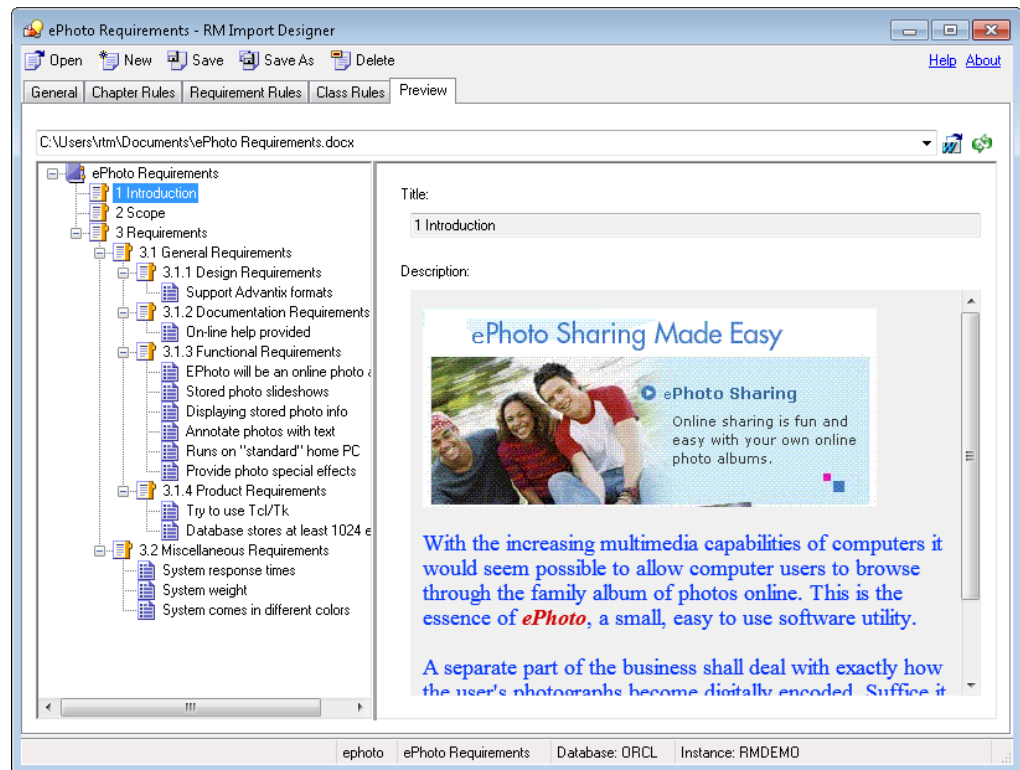 ePhoto Requirements - RM Import Designer
Open New Save Save As Delete Help About
General Chapter Rules Requirement Rules Class Rules Preview
C:\Users\rtm\Documents\ePhoto Requirements.docx
ePhoto Requirements
1 Introduction
2 Scope
3 Requirements
3.1 General Requirements
3.1.1 Design Requirements
Support Advantix formats
3.1.2 Documentation Requirements
On-line help provided
3.1.3 Functional Requirements
EPhoto will be an online photo
Stored photo slideshows
Displaying stored photo info
Annotate photos with text
Runs on "standard" home PC
Provide photo special effects
3.1.4 Product Requirements
Try to use Tcl/Tk
Database stores at least 1024 e
3.2 Miscellaneous Requirements
System response times
System weight
System comes in different colors
Title:
1 Introduction
Description:
ePhoto Sharing Made Easy
ePhoto Sharing
Online sharing is fun and
easy with your own online
photo albums.
With the increasing multimedia capabilities of computers it
would seem possible to allow computer users to browse
through the family album of photos online. This is the
essence of ePhoto, a small, easy to use software utility.
A separate part of the business shall deal with exactly how
the user's photographs become digitally encoded. Suffice it
ephoto ePhoto Requirements Database: ORCL Instance: RMDEMO